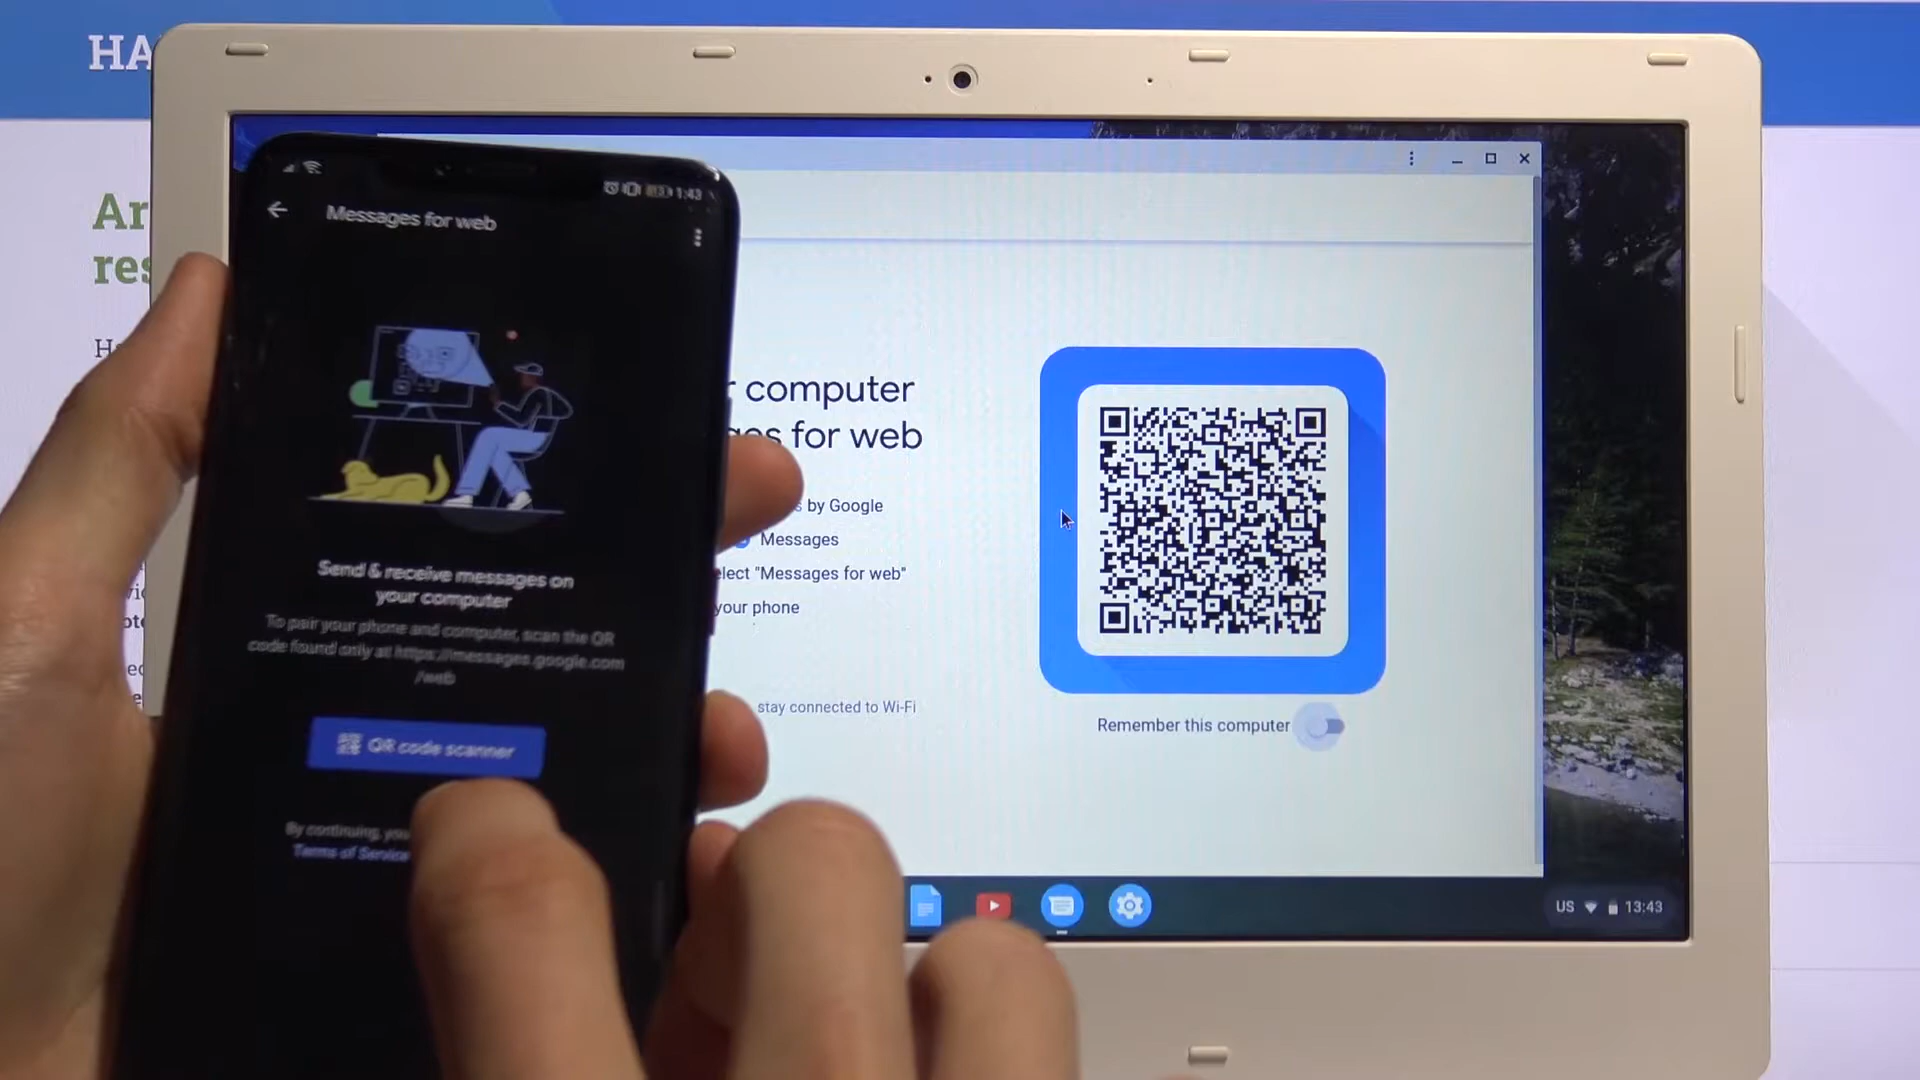 HA
Ar
res
1:43
Messages for web
Send & receive messages on
your computer
To pair your phone and computer, scan the QR
code found only at https://messages.google.com
/web
QR code scanner
By continuing, you
Terms of Service
r computer
ges for web
s by Google
Messages
elect "Messages for web"
your phone
stay connected to Wi-Fi
Remember this computer
US 13:43